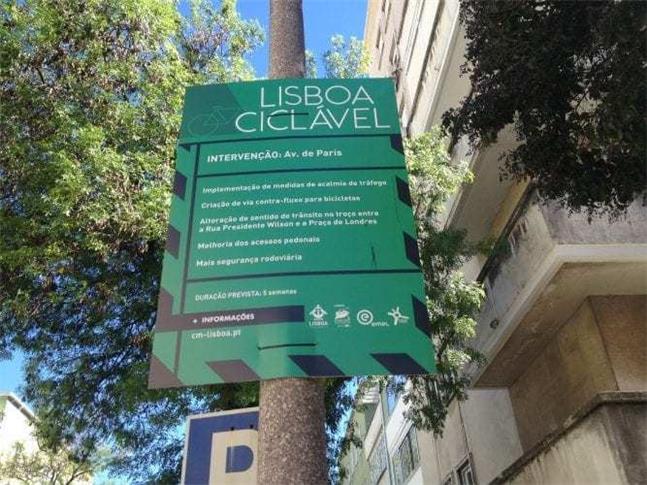 LISBOA
CICLÁVEL
INTERVENÇÃO: Av. de Paris
Implementação de medidas de acalmia de tráfego
Criação de via contra-fluxo para bicicletas
Alteração de sentido de trânsito no troço entre
a Rua Presidente Wilson e a Praça de Londres
Melhoria dos acessos pedonais
Mais segurança rodoviária
DURAÇÃO PREVISTA: 5 semanas
+ INFORMAÇÕES
cm-lisboa.pt
LISBOA
emel
P